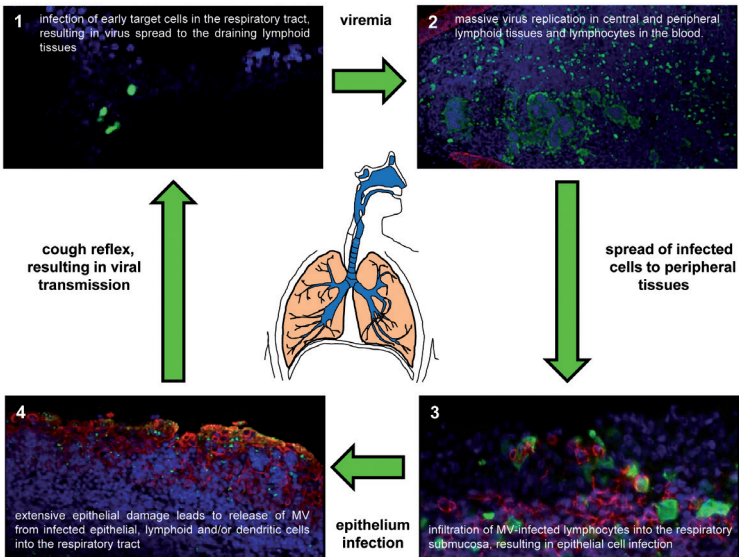 1
infection of early target cells in the respiratory tract,
resulting in virus spread to the draining lymphoid
tissues
viremia
2
massive virus replication in central and peripheral
lymphoid tissues and lymphocytes in the blood.
cough reflex,
resulting in viral
transmission
spread of infected
cells to peripheral
tissues
4
extensive epithelial damage leads to release of MV
from infected epithelial, lymphoid and/or dendritic cells
into the respiratory tract
epithelium
infection
3
infiltration of MV-infected lymphocytes into the respiratory
submucosa, resulting in epithelial cell infection